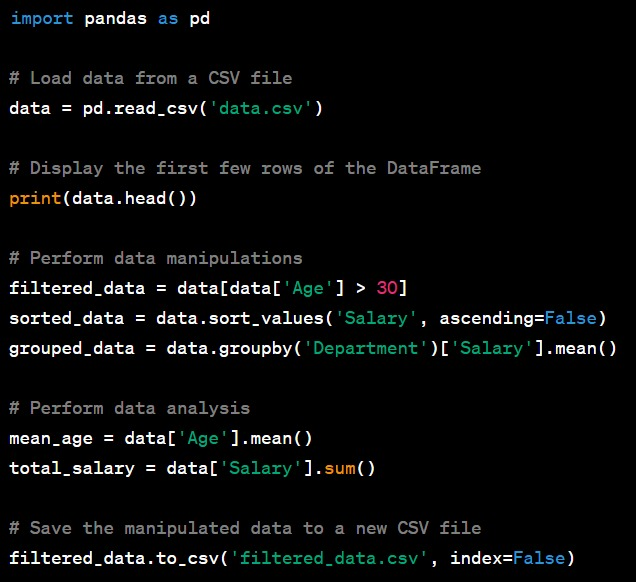 import pandas as pd
# Load data from a CSV file
data = pd.read_csv('data.csv')
# Display the first few rows of the DataFrame
print(data.head())
# Perform data manipulations
filtered_data = data[data['Age'] > 30]
sorted_data = data.sort_values('Salary', ascending=False)
grouped_data = data.groupby('Department')['Salary'].mean()
# Perform data analysis
mean_age = data['Age'].mean()
total_salary = data['Salary'].sum()
# Save the manipulated data to a new CSV file
filtered_data.to_csv('filtered_data.csv', index=False)